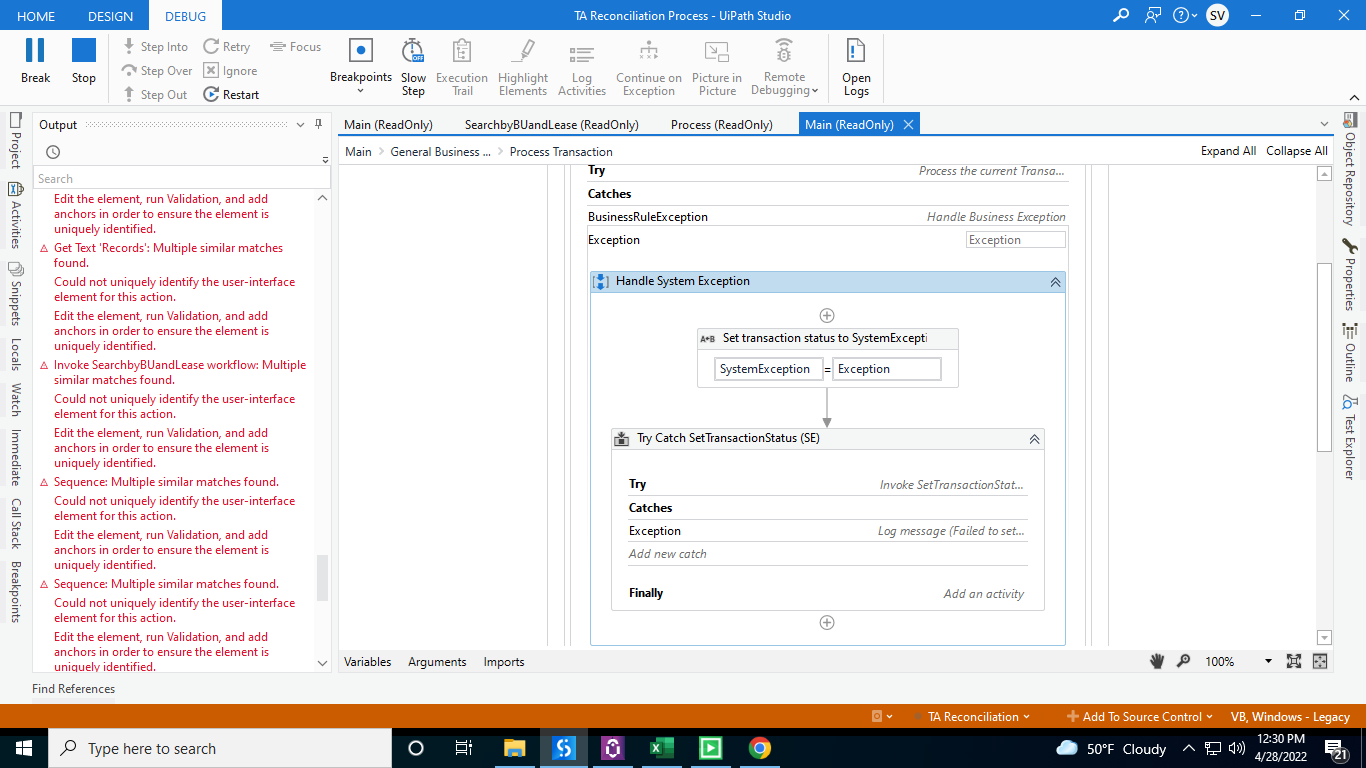 HOME DESIGN DEBUG TA Reconciliation Process - UiPath Studio SV
Break
Stop
Step Into
Step Over
Step Out
Retry
Ignore
Restart
Focus
Breakpoints
Slow
Step
Execution
Trail
Highlight
Elements
Log
Activities
Continue on
Exception
Picture in
Picture
Remote
Debugging
Open
Logs
Project
Activities
Snippets
Locals
Watch
Immediate
Call Stack
Breakpoints
Output
Search
Edit the element, run Validation, and add
anchors in order to ensure the element is
uniquely identified.
Get Text 'Records': Multiple similar matches
found.
Could not uniquely identify the user-interface
element for this action.
Edit the element, run Validation, and add
anchors in order to ensure the element is
uniquely identified.
Invoke SearchbyBUandLease workflow: Multiple
similar matches found.
Could not uniquely identify the user-interface
element for this action.
Edit the element, run Validation, and add
anchors in order to ensure the element is
uniquely identified.
Sequence: Multiple similar matches found.
Could not uniquely identify the user-interface
element for this action.
Edit the element, run Validation, and add
anchors in order to ensure the element is
uniquely identified.
Sequence: Multiple similar matches found.
Could not uniquely identify the user-interface
element for this action.
Edit the element, run Validation, and add
anchors in order to ensure the element is
uniquely identified.
Find References
Main (ReadOnly) SearchbyBUandLease (ReadOnly) Process (ReadOnly) Main (ReadOnly)
Main > General Business ... > Process Transaction Expand All Collapse All
Try Process the current Transa...
Catches
BusinessRuleException Handle Business Exception
Exception Exception
Handle System Exception
A*B Set transaction status to SystemExcepti
SystemException = Exception
Try Catch SetTransactionStatus (SE)
Try Invoke SetTransactionStat...
Catches
Exception Log message (Failed to set...
Add new catch
Finally Add an activity
Variables Arguments Imports 100%
Object Repository
Properties
Outline
Test Explorer
TA Reconciliation Add To Source Control VB, Windows - Legacy
Type here to search
50°F Cloudy
12:30 PM
4/28/2022
21